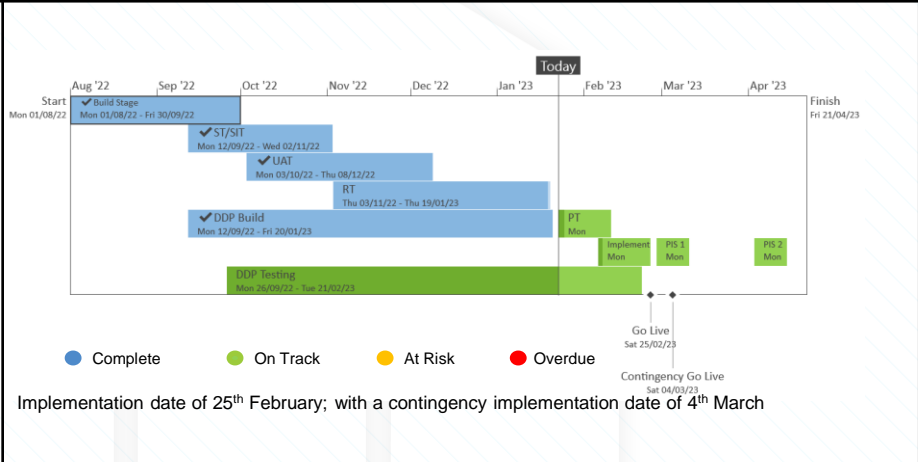 Today
Aug '22 Sep '22 Oct '22 Nov '22 Dec '22 Jan '23 Feb '23 Mar '23 Apr '23
Start
Mon 01/08/22
Finish
Fri 21/04/23
✔Build Stage
Mon 01/08/22 - Fri 30/09/22
✔ST/SIT
Mon 12/09/22 - Wed 02/11/22
✔UAT
Mon 03/10/22 - Thu 08/12/22
RT
Thu 03/11/22 - Thu 19/01/23
✔DDP Build
Mon 12/09/22 - Fri 20/01/23
PT
Mon
Implement
Mon
PIS 1
Mon
PIS 2
Mon
DDP Testing
Mon 26/09/22 - Tue 21/02/23
Go Live
Sat 25/02/23
Contingency Go Live
Sat 04/03/23
Complete On Track At Risk Overdue
Implementation date of 25th February; with a contingency implementation date of 4th March